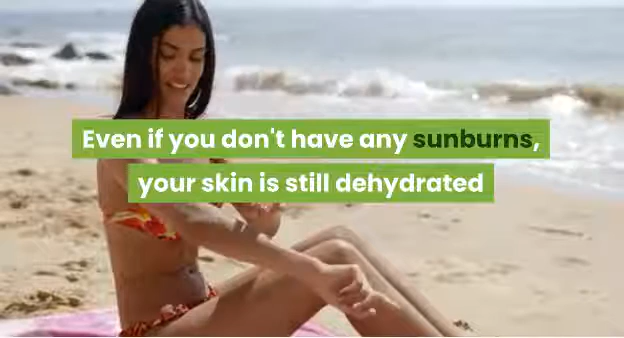 Even if you don't have any sunburns,
your skin is still dehydrated